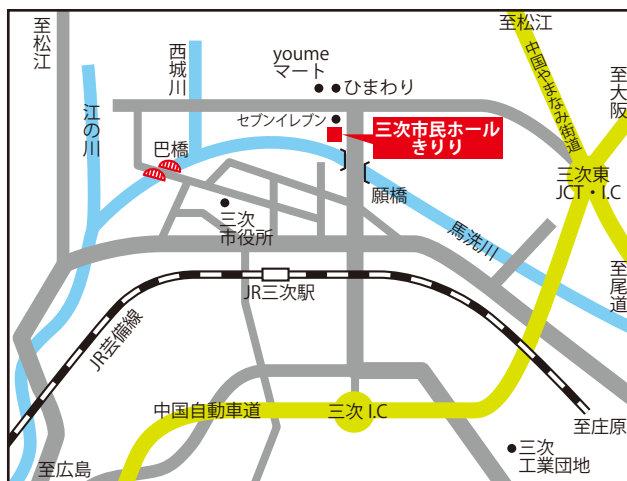 至松江
西城川
youme
マート
ひまわり
至松江
中国やまなみ街道
至大阪
江の川
セブンイレブン
三次市民ホール
きりり
巴橋
願橋
三次東
JCT・I.C
三次
市役所
馬洗川
至尾道
JR三次駅
JR芸備線
中国自動車道
三次 I.C
至庄原
至広島
三次
工業団地